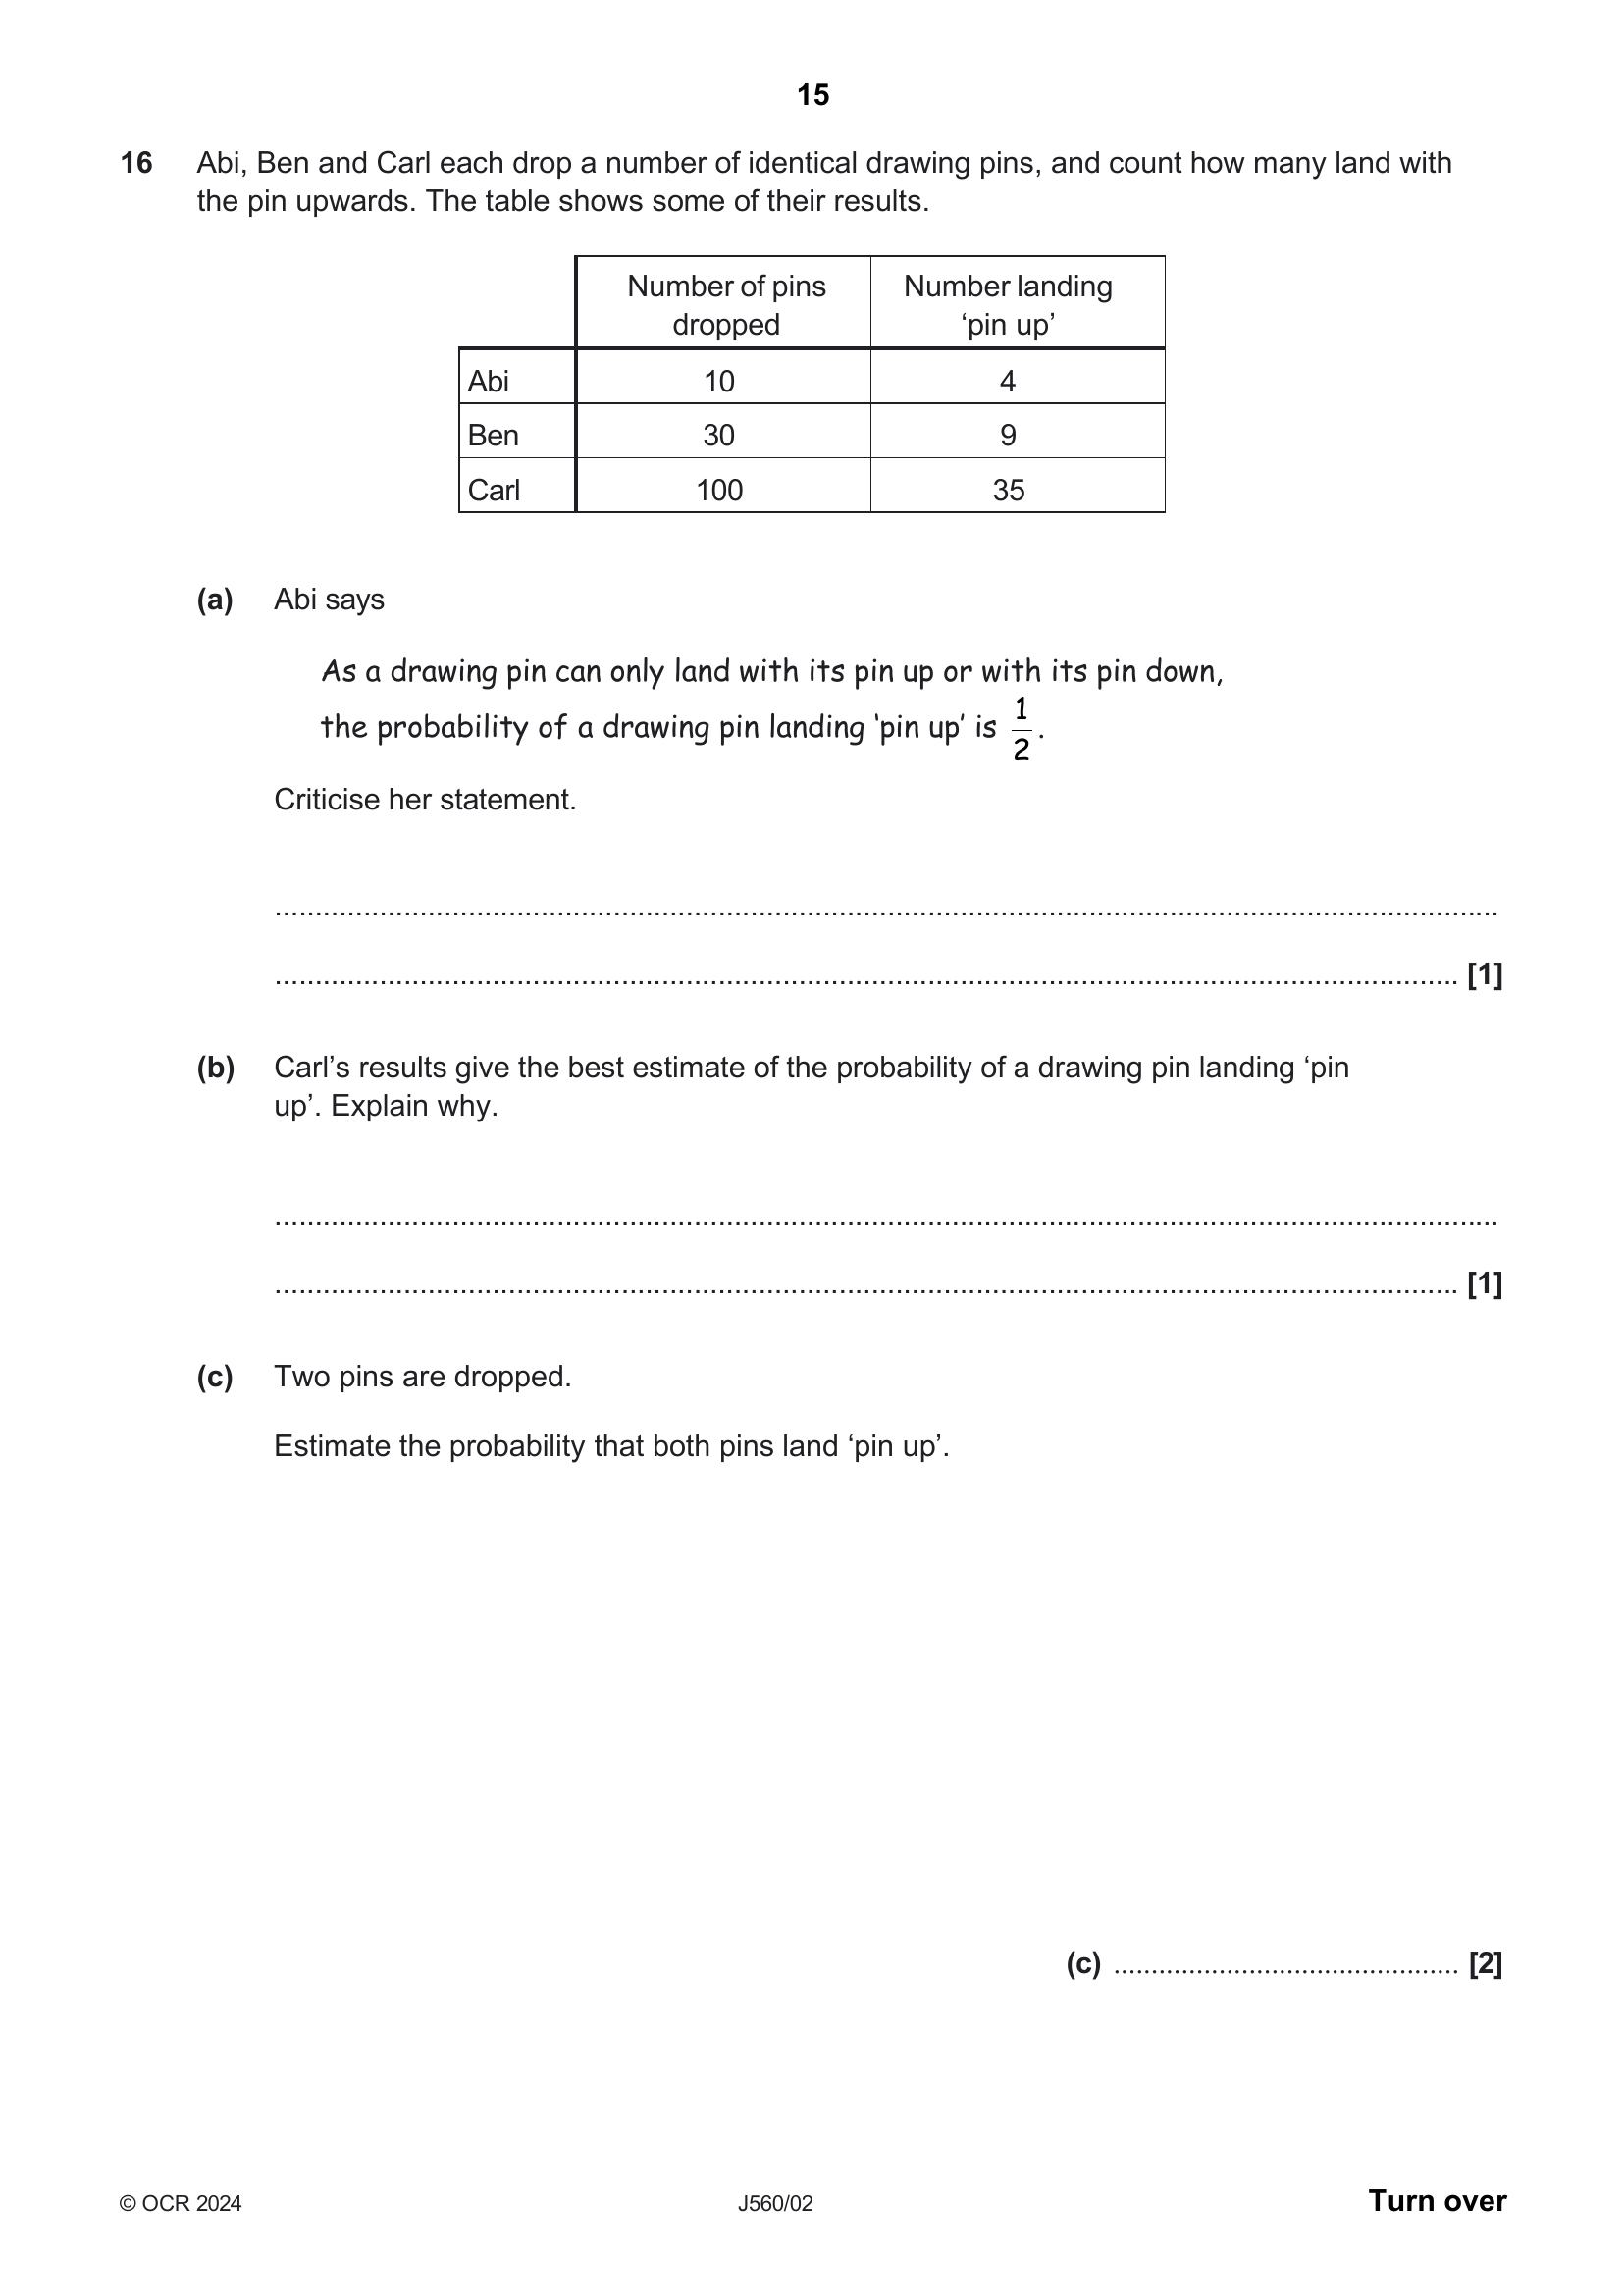 15
16 Abi, Ben and Carl each drop a number of identical drawing pins, and count how many land with
the pin upwards. The table shows some of their results.
Number of pins dropped Number landing ‘pin up’
Abi 10 4
Ben 30 9
Carl 100 35
(a) Abi says
As a drawing pin can only land with its pin up or with its pin down,
the probability of a drawing pin landing ‘pin up’ is 1/2.
Criticise her statement.
..........................................................................................
.......................................................................................... [1]
(b) Carl’s results give the best estimate of the probability of a drawing pin landing ‘pin
up’. Explain why.
..........................................................................................
.......................................................................................... [1]
(c) Two pins are dropped.
Estimate the probability that both pins land ‘pin up’.
(c) .............................................. [2]
© OCR 2024 J560/02 Turn over